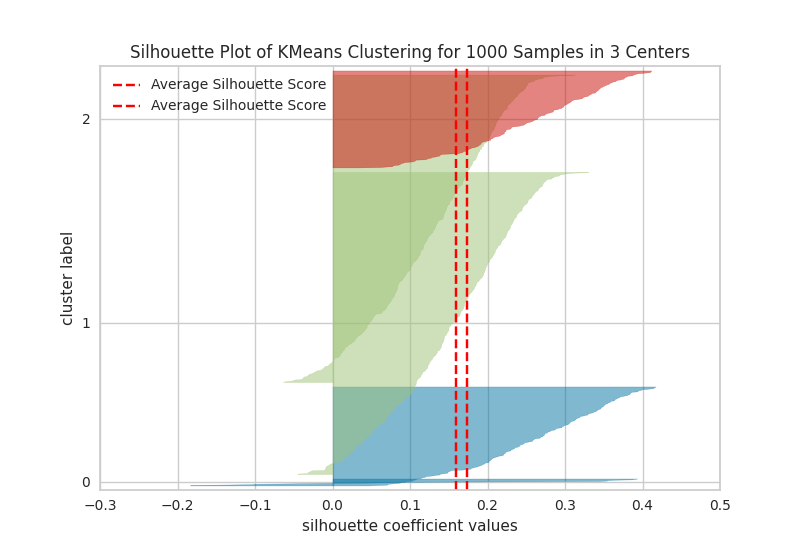 Silhouette Plot of KMeans Clustering for 1000 Samples in 3 Centers
Average Silhouette Score
Average Silhouette Score
cluster label
2
1
0
−0.3 −0.2 −0.1 0.0 0.1 0.2 0.3 0.4 0.5
silhouette coefficient values